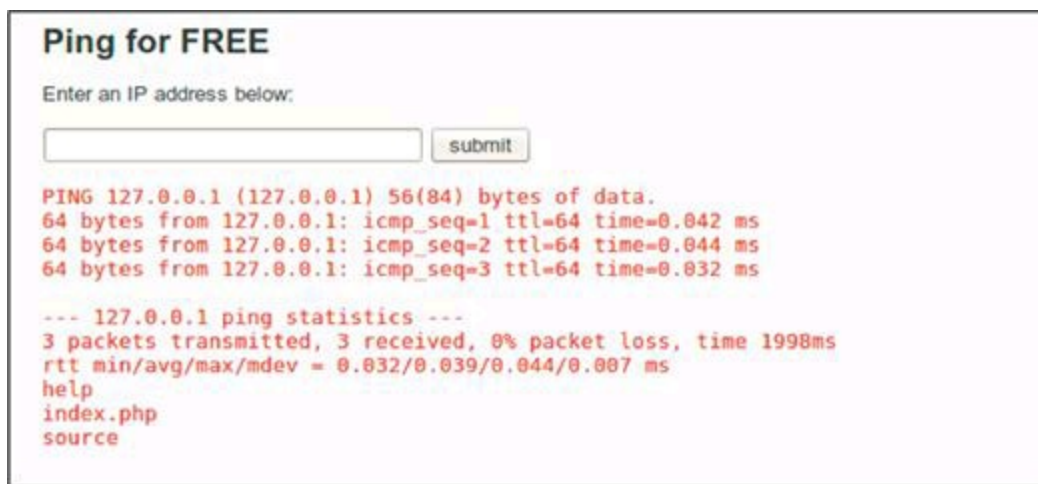 Ping for FREE
Enter an IP address below:
submit
PING 127.0.0.1 (127.0.0.1) 56(84) bytes of data.
64 bytes from 127.0.0.1: icmp_seq=1 ttl=64 time=0.042 ms
64 bytes from 127.0.0.1: icmp_seq=2 ttl=64 time=0.044 ms
64 bytes from 127.0.0.1: icmp_seq=3 ttl=64 time=0.032 ms
--- 127.0.0.1 ping statistics ---
3 packets transmitted, 3 received, 0% packet loss, time 1998ms
rtt min/avg/max/mdev = 0.032/0.039/0.044/0.007 ms
help
index.php
source